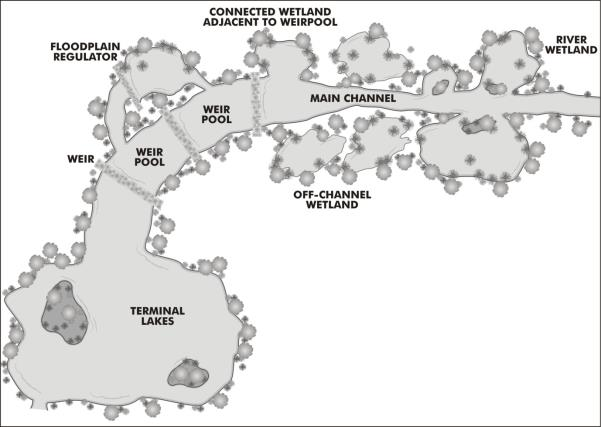 CONNECTED WETLAND
ADJACENT TO WEIRPOOL
FLOODPLAIN
REGULATOR
RIVER
WETLAND
MAIN CHANNEL
WEIR
POOL
WEIR
POOL
WEIR
OFF-CHANNEL
WETLAND
TERMINAL
LAKES